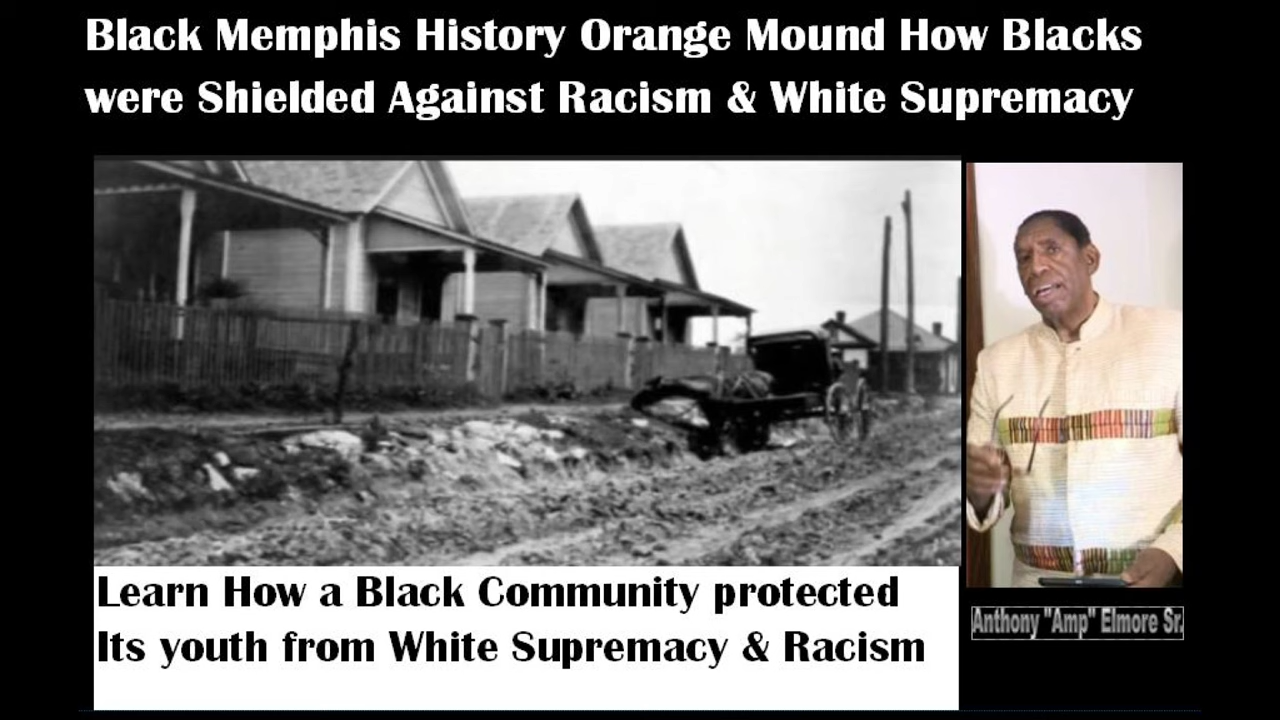 Black Memphis History Orange Mound How Blacks
were Shielded Against Racism & White Supremacy
Learn How a Black Community protected
Its youth from White Supremacy & Racism
Anthony "Amp" Elmore Sr.